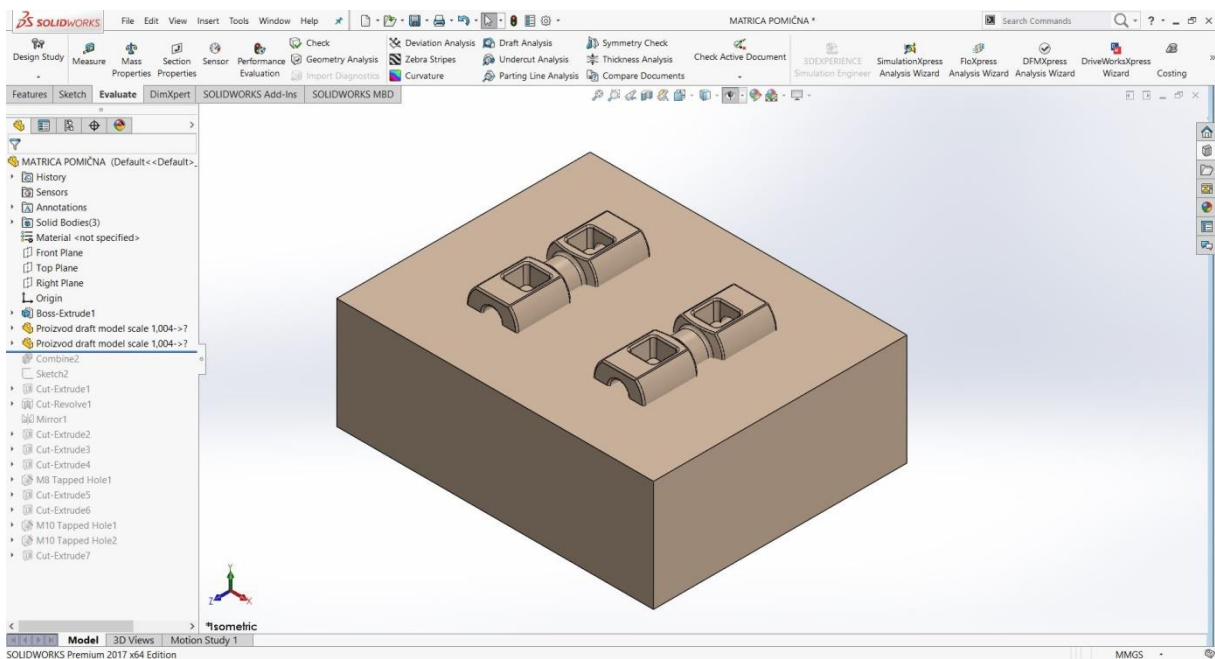 SOLIDWORKS File Edit View Insert Tools Window Help MATRICA POMIČNA * Search Commands
Design Study Measure Mass Properties Section Properties Sensor Performance Evaluation Check Geometry Analysis Import Diagnostics Deviation Analysis Zebra Stripes Curvature Draft Analysis Undercut Analysis Parting Line Analysis Symmetry Check Thickness Analysis Compare Documents Check Active Document 3DEXPERIENCE Simulation Engineer SimulationXpress Analysis Wizard FloXpress Analysis Wizard DFMXpress Analysis Wizard DriveWorksXpress Wizard Costing
Features Sketch Evaluate DimXpert SOLIDWORKS Add-Ins SOLIDWORKS MBD
MATRICA POMIČNA (Default<<Default>_
History
Sensors
Annotations
Solid Bodies(3)
Material <not specified>
Front Plane
Top Plane
Right Plane
Origin
Boss-Extrude1
Proizvod draft model scale 1,004->?
Proizvod draft model scale 1,004->?
Combine2
Sketch2
Cut-Extrude1
Cut-Revolve1
Mirror1
Cut-Extrude2
Cut-Extrude3
Cut-Extrude4
M8 Tapped Hole1
Cut-Extrude5
Cut-Extrude6
M10 Tapped Hole1
M10 Tapped Hole2
Cut-Extrude7
Y
Z X
*Isometric
Model 3D Views Motion Study 1
SOLIDWORKS Premium 2017 x64 Edition MMGS